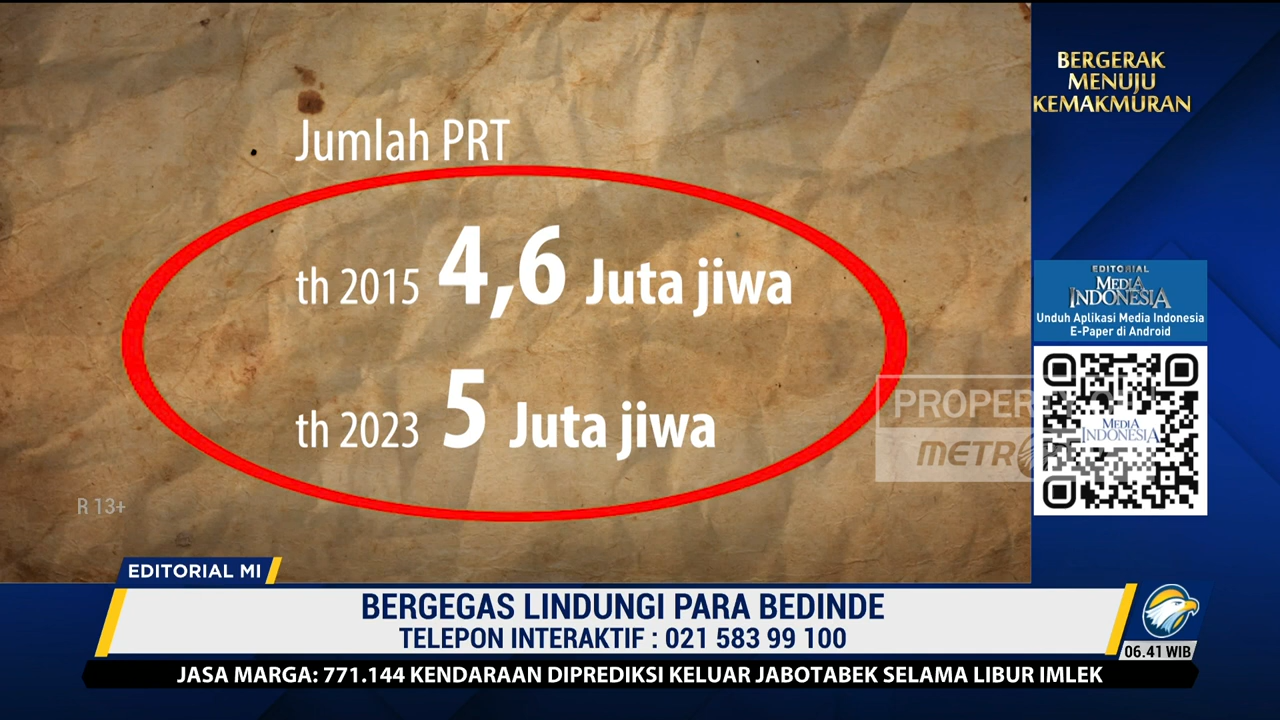 BERGERAK
MENUJU
KEMAKMURAN
Jumlah PRT
th 2015 4,6 Juta jiwa
th 2023 5 Juta jiwa
EDITORIAL
MEDIA
INDONESIA
Unduh Aplikasi Media Indonesia
E-Paper di Android
MEDIA
INDONESIA
R 13+
EDITORIAL MI
BERGEGAS LINDUNGI PARA BEDINDE
TELEPON INTERAKTIF : 021 583 99 100
06.41 WIB
JASA MARGA: 771.144 KENDARAAN DIPREDIKSI KELUAR JABOTABEK SELAMA LIBUR IMLEK